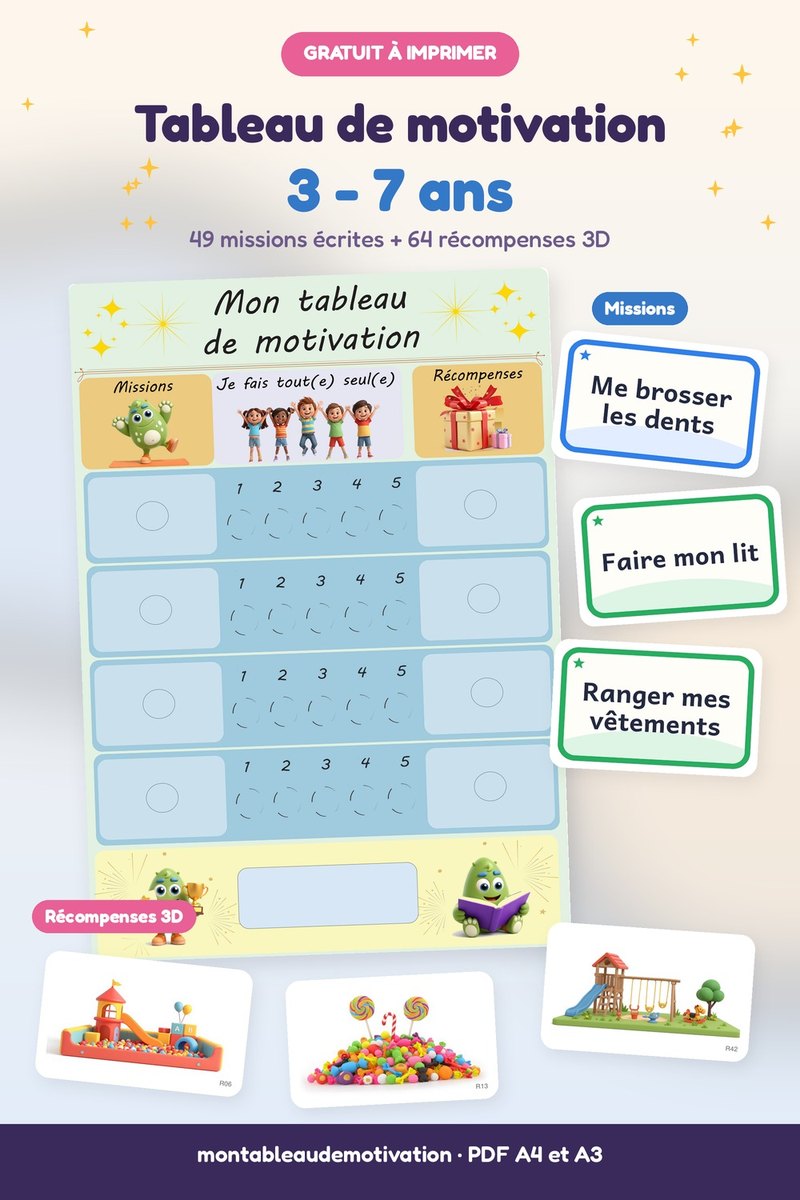 GRATUIT À IMPRIMER
Tableau de motivation
3 - 7 ans
49 missions écrites + 64 récompenses 3D
Mon tableau
de motivation
Missions
Je fais tout(e) seul(e)
Récompenses
1 2 3 4 5
1 2 3 4 5
1 2 3 4 5
1 2 3 4 5
Missions
Me brosser
les dents
Faire mon lit
Ranger mes
vêtements
Récompenses 3D
A
R06
R13
R42
montableaudemotivation · PDF A4 et A3